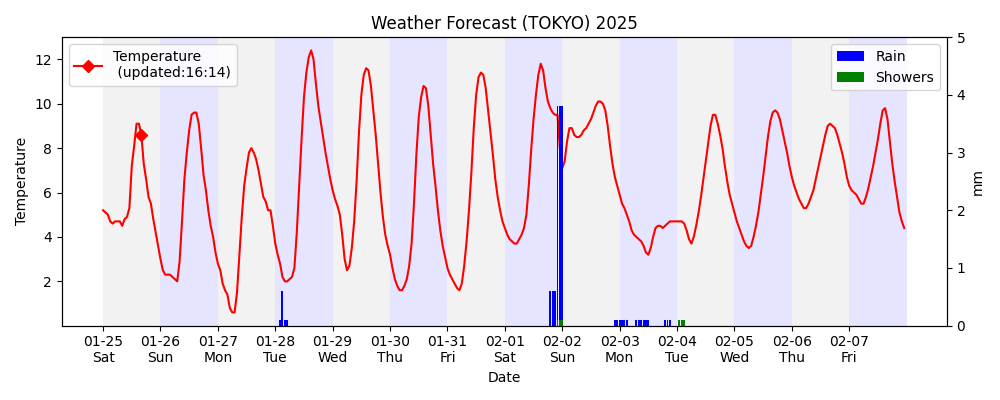 Weather Forecast (TOKYO) 2025
Temperature
(updated:16:14)
Rain
Showers
Temperature
12
10
8
6
4
2
5
4
3
2
1
0
mm
01-25 01-26 01-27 01-28 01-29 01-30 01-31 02-01 02-02 02-03 02-04 02-05 02-06 02-07
Sat Sun Mon Tue Wed Thu Fri Sat Sun Mon Tue Wed Thu Fri
Date